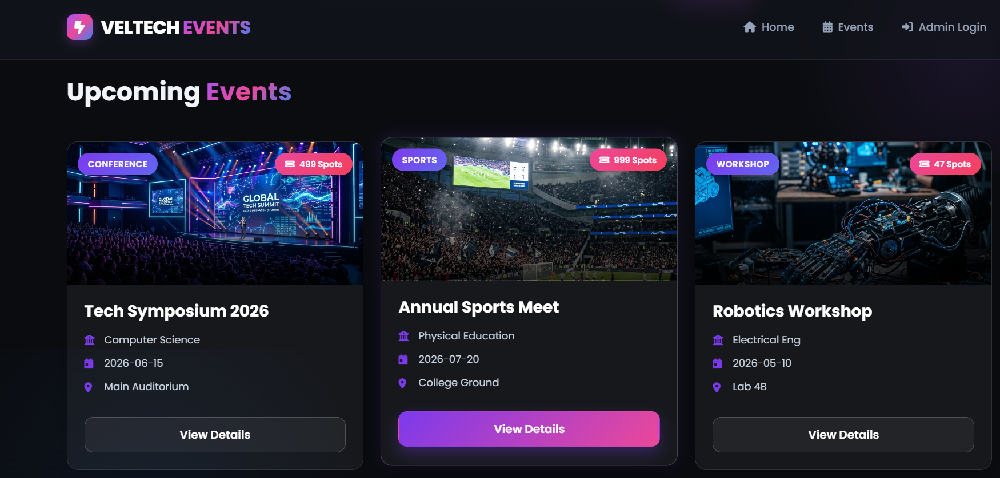 VELTECH EVENTS
Home
Events
Admin Login
Upcoming Events
CONFERENCE
499 Spots
GLOBAL
TECH SUMMIT
GLOBAL
TECH SUMMIT
DATA // INNOVATION // FUTURE
Tech Symposium 2026
Computer Science
2026-06-15
Main Auditorium
View Details
SPORTS
999 Spots
1 - 1
Annual Sports Meet
Physical Education
2026-07-20
College Ground
View Details
WORKSHOP
47 Spots
Robotics Workshop
Electrical Eng
2026-05-10
Lab 4B
View Details